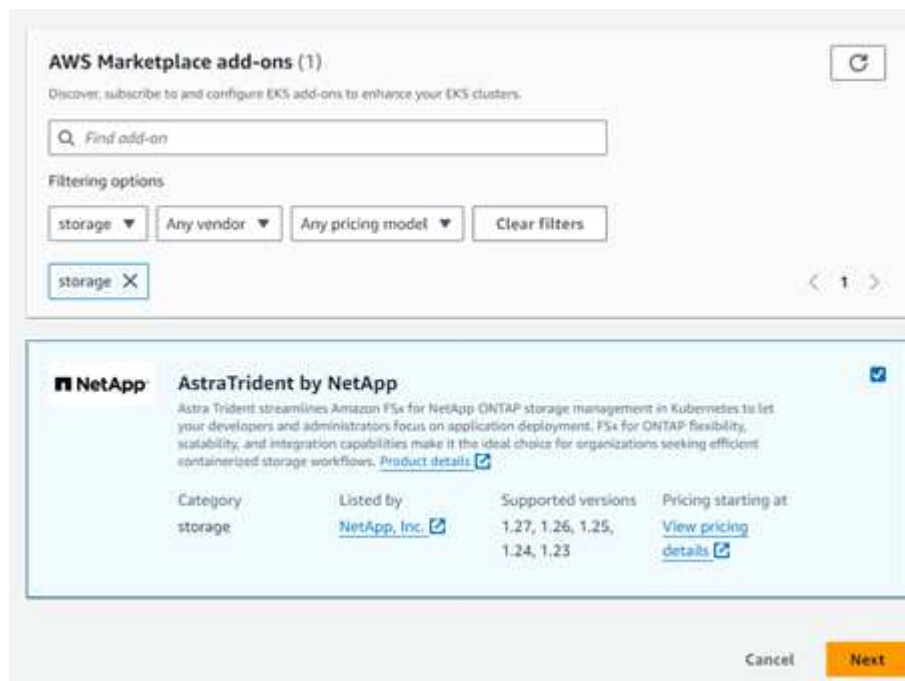 AWS Marketplace add-ons (1)
Discover, subscribe to and configure EKS add-ons to enhance your EKS clusters.
Find add-on
Filtering options
storage Any vendor Any pricing model Clear filters
storage
1
NetApp
AstraTrident by NetApp
Astra Trident streamlines Amazon FSx for NetApp ONTAP storage management in Kubernetes to let
your developers and administrators focus on application deployment. FSx for ONTAP flexibility,
scalability, and integration capabilities make it the ideal choice for organizations seeking efficient
containerized storage workflows. Product details
Category Listed by Supported versions Pricing starting at
storage NetApp, Inc. 1.27, 1.26, 1.25, View pricing
1.24, 1.23 details
Cancel Next